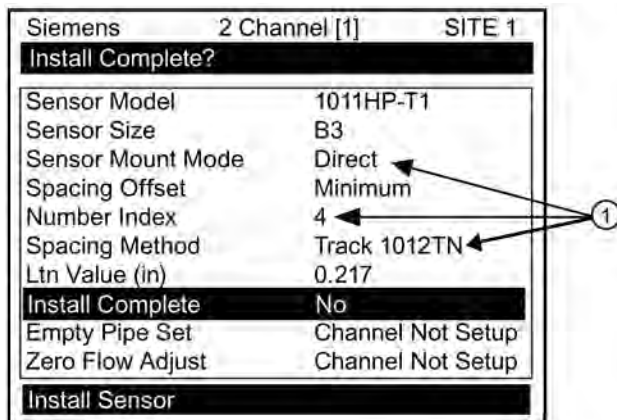 Siemens 2 Channel [1] SITE 1
Install Complete?
Sensor Model 1011HP-T1
Sensor Size B3
Sensor Mount Mode Direct
Spacing Offset Minimum
Number Index 4
Spacing Method Track 1012TN
Ltn Value (in) 0.217
Install Complete No
Empty Pipe Set Channel Not Setup
Zero Flow Adjust Channel Not Setup
Install Sensor
1